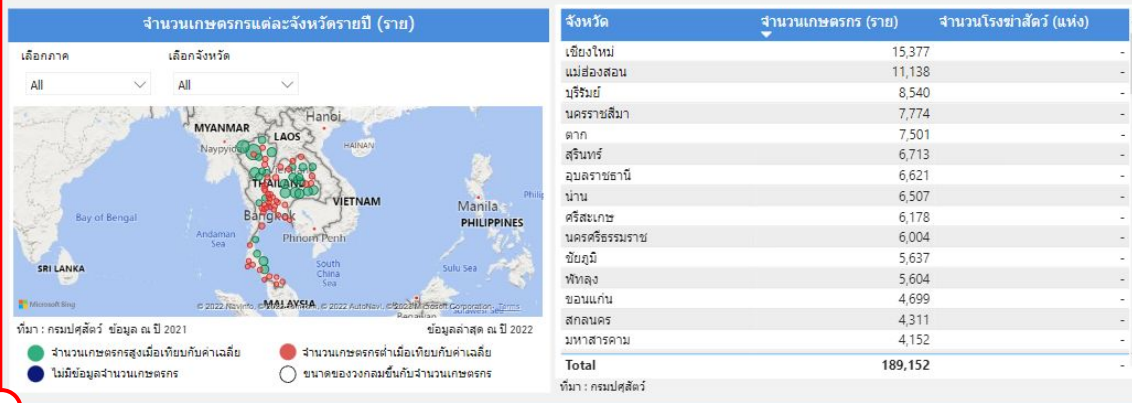 จำนวนเกษตรกรแต่ละจังหวัดรายปี (ราย)
เลือกภาค
เลือกจังหวัด
All
All
Hanoi
MYANMAR
LAOS
HAINAN
THAILAND
VIETNAM
Bay of Bengal
Bangkok
Manila
PHILIPPINES
Andaman
Sea
Phnom Penh
SRI LANKA
South
China
Sea
Sulu Sea
MALAYSIA
Microsoft Bing
ที่มา : กรมปศุสัตว์ ข้อมูล ณ ปี 2021
ข้อมูลล่าสุด ณ ปี 2022
จำนวนเกษตรกรสูงเมื่อเทียบกับค่าเฉลี่ย
จำนวนเกษตรกรต่ำเมื่อเทียบกับค่าเฉลี่ย
ไม่มีข้อมูลจำนวนเกษตรกร
ขนาดของวงกลมขึ้นกับจำนวนเกษตรกร
จังหวัด จำนวนเกษตรกร (ราย) จำนวนโรงฆ่าสัตว์ (แห่ง)
เชียงใหม่ 15,377 -
แม่ฮ่องสอน 11,138 -
บุรีรัมย์ 8,540 -
นครราชสีมา 7,774 -
ตาก 7,501 -
สุรินทร์ 6,713 -
อุบลราชธานี 6,621 -
น่าน 6,507 -
ศรีสะเกษ 6,178 -
นครศรีธรรมราช 6,004 -
ชัยภูมิ 5,637 -
พัทลุง 5,604 -
ขอนแก่น 4,699 -
สกลนคร 4,311 -
มหาสารคาม 4,152 -
Total 189,152 -
ที่มา : กรมปศุสัตว์